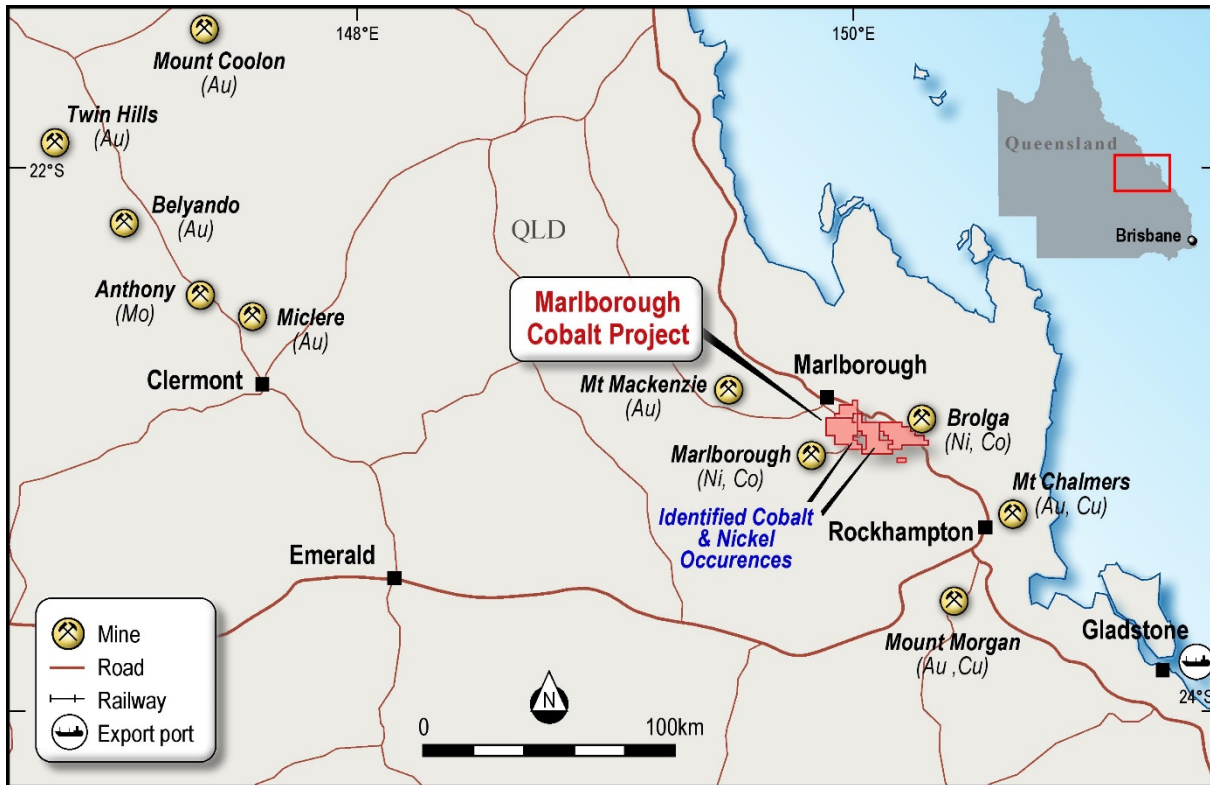 148°E
150°E
Mount Coolon
(Au)
Twin Hills
(Au)
22°S
Queensland
Brisbane
Belyando
(Au)
QLD
Anthony
(Mo)
Miclere
(Au)
Marlborough
Cobalt Project
Clermont
Mt Mackenzie
(Au)
Marlborough
Brolga
(Ni, Co)
Marlborough
(Ni, Co)
Mt Chalmers
(Au, Cu)
Identified Cobalt
& Nickel
Occurences
Rockhampton
Emerald
Mount Morgan
(Au ,Cu)
Gladstone
24°S
Mine
Road
Railway
Export port
N
0
100km